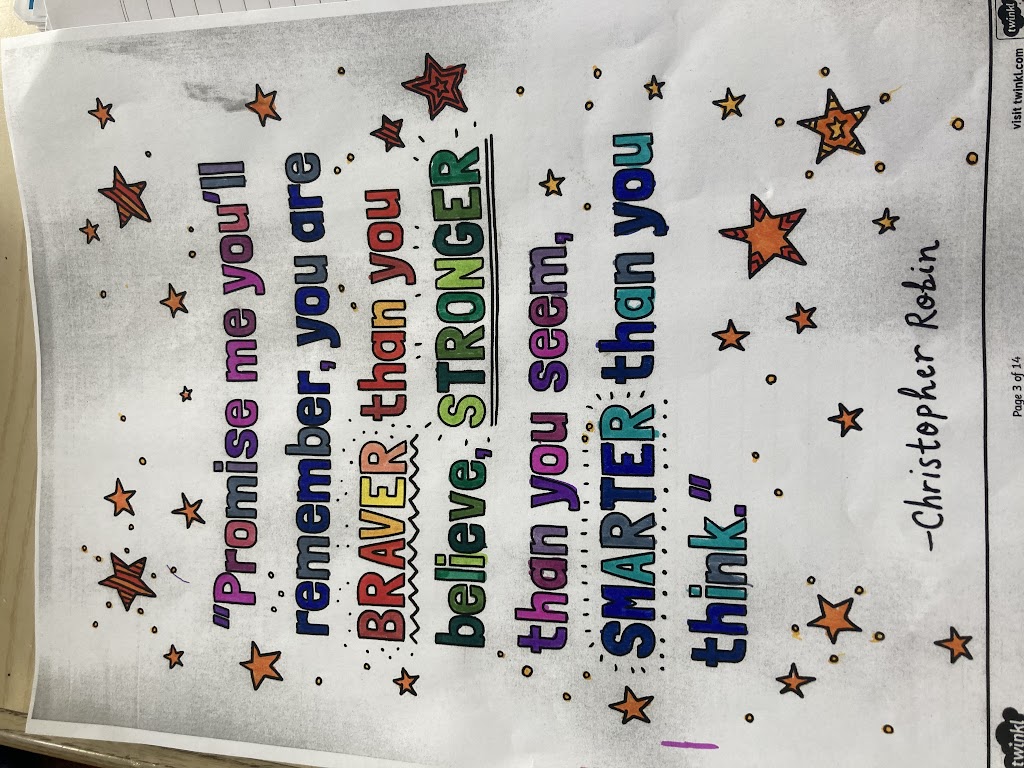 "Promise me you'll
remember, you are
BRAVER than you
believe, STRONGER
than you seem,
SMARTER than you
think."
-Christopher Robin
twinkl
Page 3 of 14
visit twinkl.com
twinkl